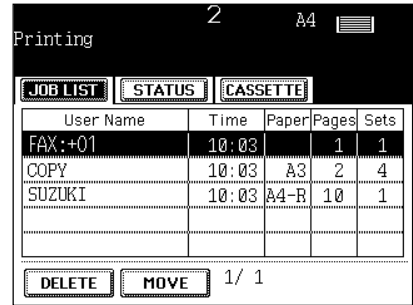 2 A4
Printing
JOB LIST STATUS CASSETTE
User Name Time Paper Pages Sets
FAX:+01 10:03 1 1
COPY 10:03 A3 2 4
SUZUKI 10:03 A4-R 10 1
DELETE MOVE 1/ 1